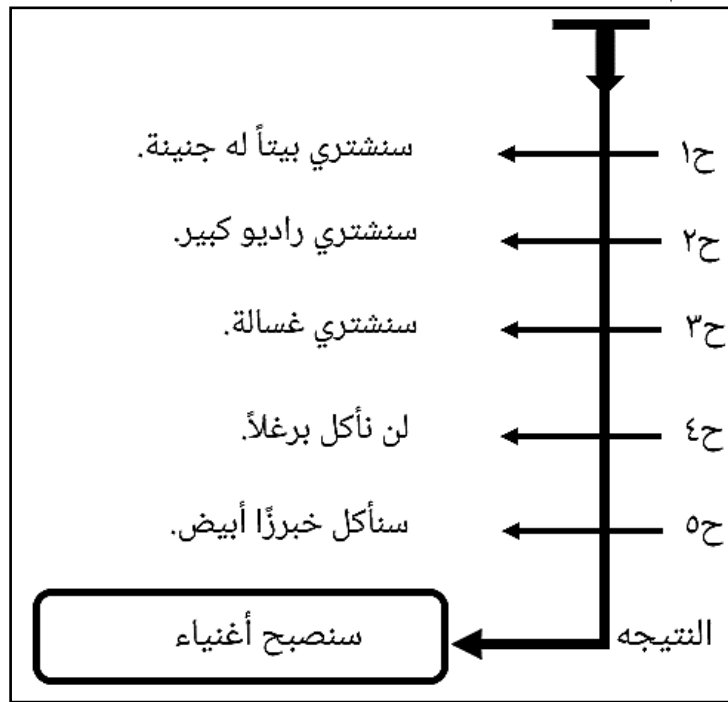 ح١ سنشتري بيتاً له جنينة.
ح٢ سنشتري راديو كبير.
ح٣ سنشتري غسالة.
ح٤ لن نأكل برغلاً.
ح٥ سنأكل خبرزًا أبيض.
النتيجه سنصبح أغنياء